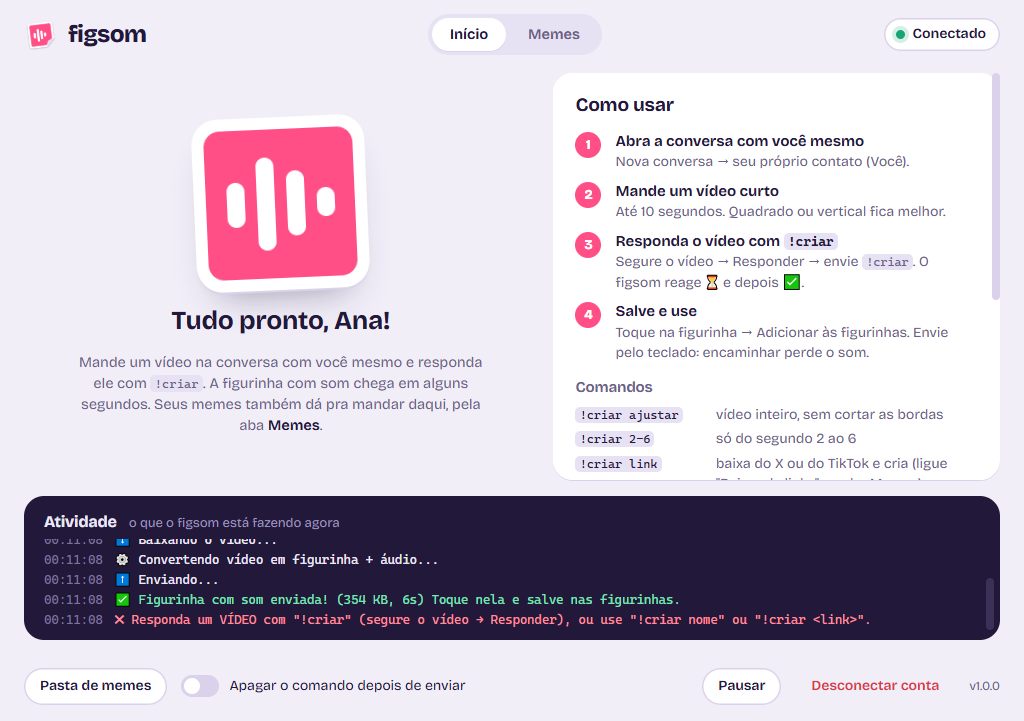 figsom
Início
Memes
Conectado
Tudo pronto, Ana!
Mande um vídeo na conversa com você mesmo e responda
ele com !criar. A figurinha com som chega em alguns
segundos. Seus memes também dá pra mandar daqui, pela
aba Memes.
Como usar
1 Abra a conversa com você mesmo
Nova conversa → seu próprio contato (Você).
2 Mande um vídeo curto
Até 10 segundos. Quadrado ou vertical fica melhor.
3 Responda o vídeo com !criar
Segure o vídeo → Responder → envie !criar. O
figsom reage ⏳ e depois ✅.
4 Salve e use
Toque na figurinha → Adicionar às figurinhas. Envie
pelo teclado: encaminhar perde o som.
Comandos
!criar ajustar vídeo inteiro, sem cortar as bordas
!criar 2-6 só do segundo 2 ao 6
!criar link baixa do X ou do TikTok e cria (ligue
Atividade o que o figsom está fazendo agora
00:11:08 ⬇️ Baixando o vídeo...
00:11:08 ⚙️ Convertendo vídeo em figurinha + áudio...
00:11:08 ⬆️ Enviando...
00:11:08 ✅ Figurinha com som enviada! (354 KB, 6s) Toque nela e salve nas figurinhas.
00:11:08 ❌ Responda um VÍDEO com "!criar" (segure o vídeo → Responder), ou use "!criar nome" ou "!criar <link>".
Pasta de memes
Apagar o comando depois de enviar
Pausar
Desconectar conta
v1.0.0